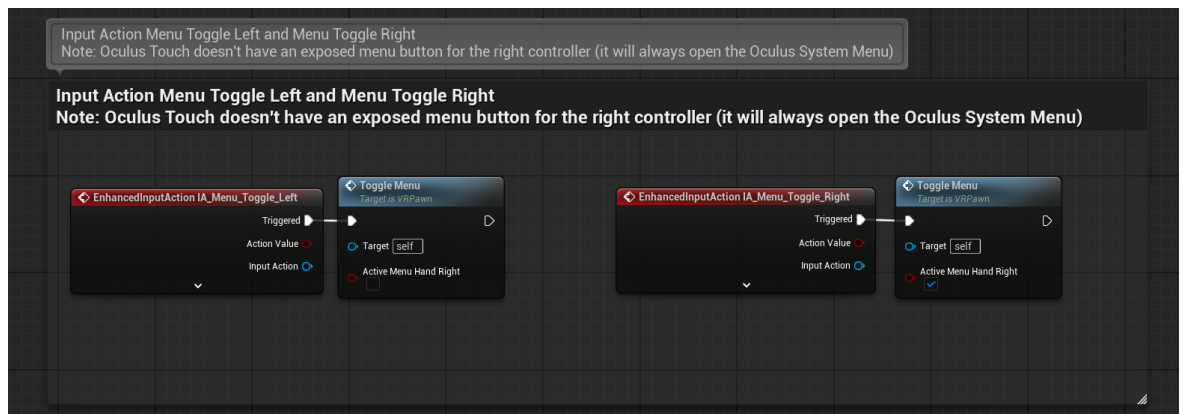 Input Action Menu Toggle Left and Menu Toggle Right
Note: Oculus Touch doesn't have an exposed menu button for the right controller (it will always open the Oculus System Menu)
Input Action Menu Toggle Left and Menu Toggle Right
Note: Oculus Touch doesn't have an exposed menu button for the right controller (it will always open the Oculus System Menu)
EnhancedInputAction IA_Menu_Toggle_Left
Triggered
Action Value
Input Action
Toggle Menu
Target is VRPawn
Target self
Active Menu Hand Right
EnhancedInputAction IA_Menu_Toggle_Right
Triggered
Action Value
Input Action
Toggle Menu
Target is VRPawn
Target self
Active Menu Hand Right